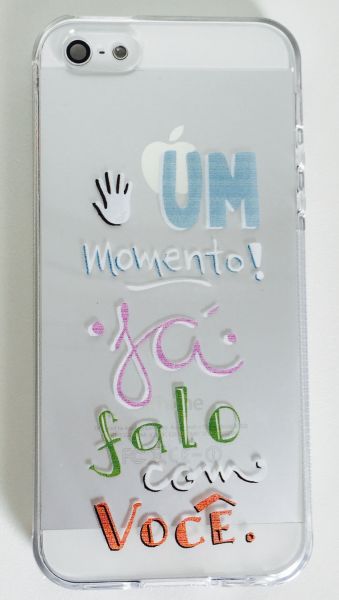 UM
Momento!
Já
falo
com
VOCÊ.